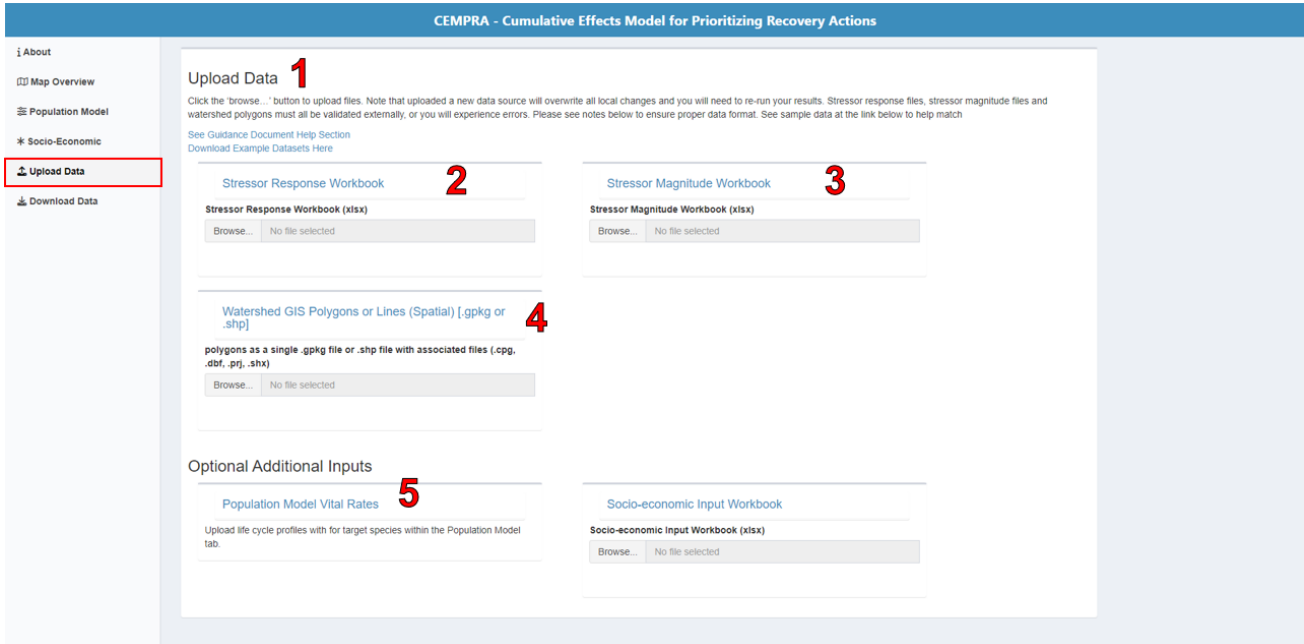 CEMPRA - Cumulative Effects Model for Prioritizing Recovery Actions
About
Map Overview
Population Model
Socio-Economic
Upload Data
Download Data
Upload Data 1
Click the 'browse...' button to upload files. Note that uploaded a new data source will overwrite all local changes and you will need to re-run your results. Stressor response files, stressor magnitude files and
watershed polygons must all be validated externally, or you will experience errors. Please see notes below to ensure proper data format. See sample data at the link below to help match
See Guidance Document Help Section
Download Example Datasets Here
Stressor Response Workbook 2
Stressor Response Workbook (xlsx)
Browse... No file selected
Stressor Magnitude Workbook 3
Stressor Magnitude Workbook (xlsx)
Browse... No file selected
Watershed GIS Polygons or Lines (Spatial) [.gpkg or
.shp] 4
polygons as a single .gpkg file or .shp file with associated files (.cpg,
.dbf, .prj, .shx)
Browse... No file selected
Optional Additional Inputs
Population Model Vital Rates 5
Upload life cycle profiles with for target species within the Population Model
tab.
Socio-economic Input Workbook
Socio-economic Input Workbook (xlsx)
Browse... No file selected